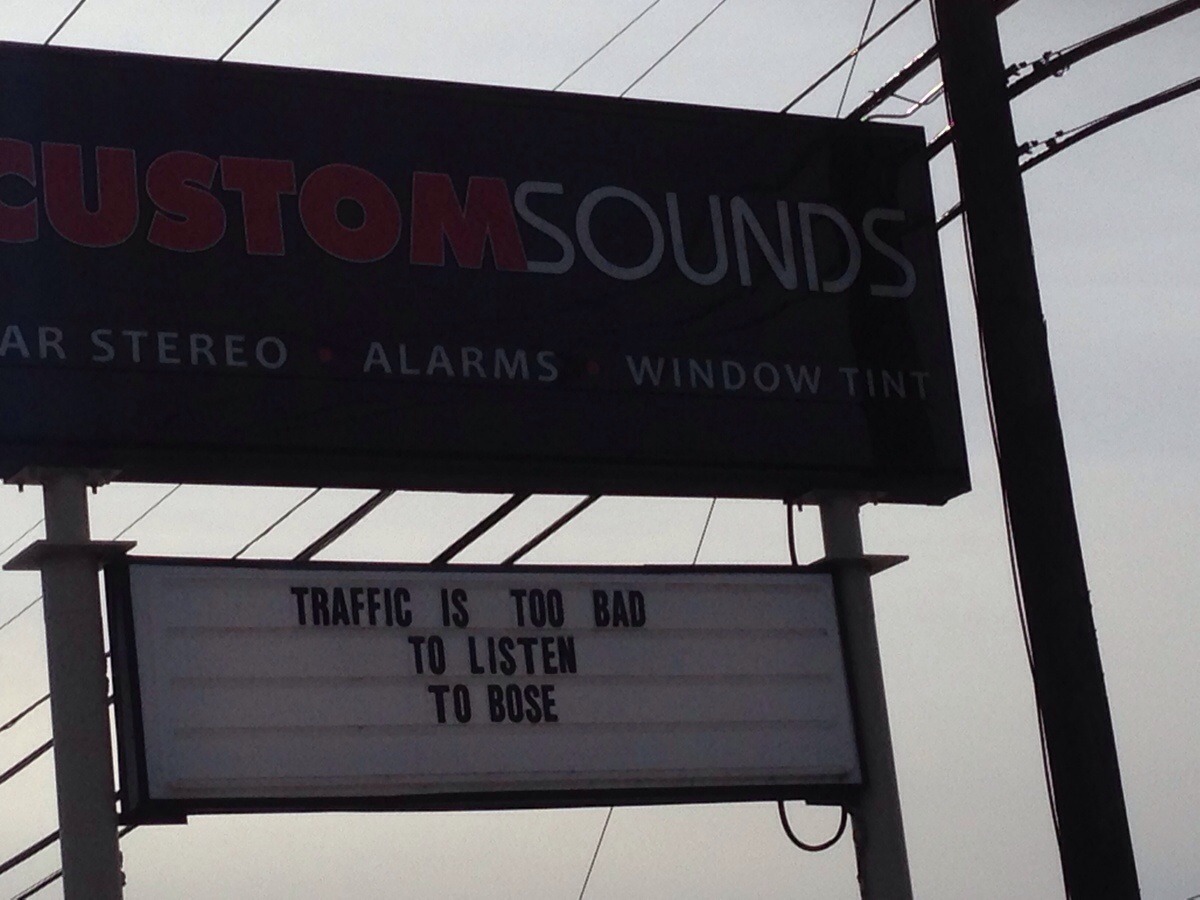 CUSTOMSOUNDS
AR STEREO • ALARMS • WINDOW TINT
TRAFFIC IS TOO BAD
TO LISTEN
TO BOSE